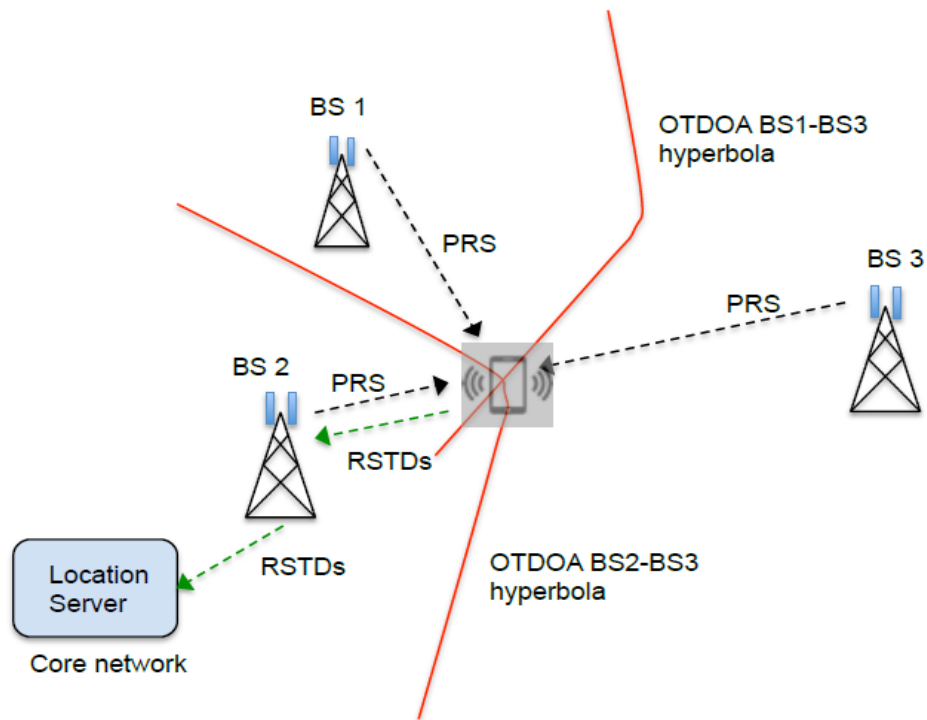 BS 1
OTDOA BS1-BS3
hyperbola
PRS
BS 3
PRS
BS 2
PRS
RSTDs
RSTDs
OTDOA BS2-BS3
hyperbola
Location
Server
Core network